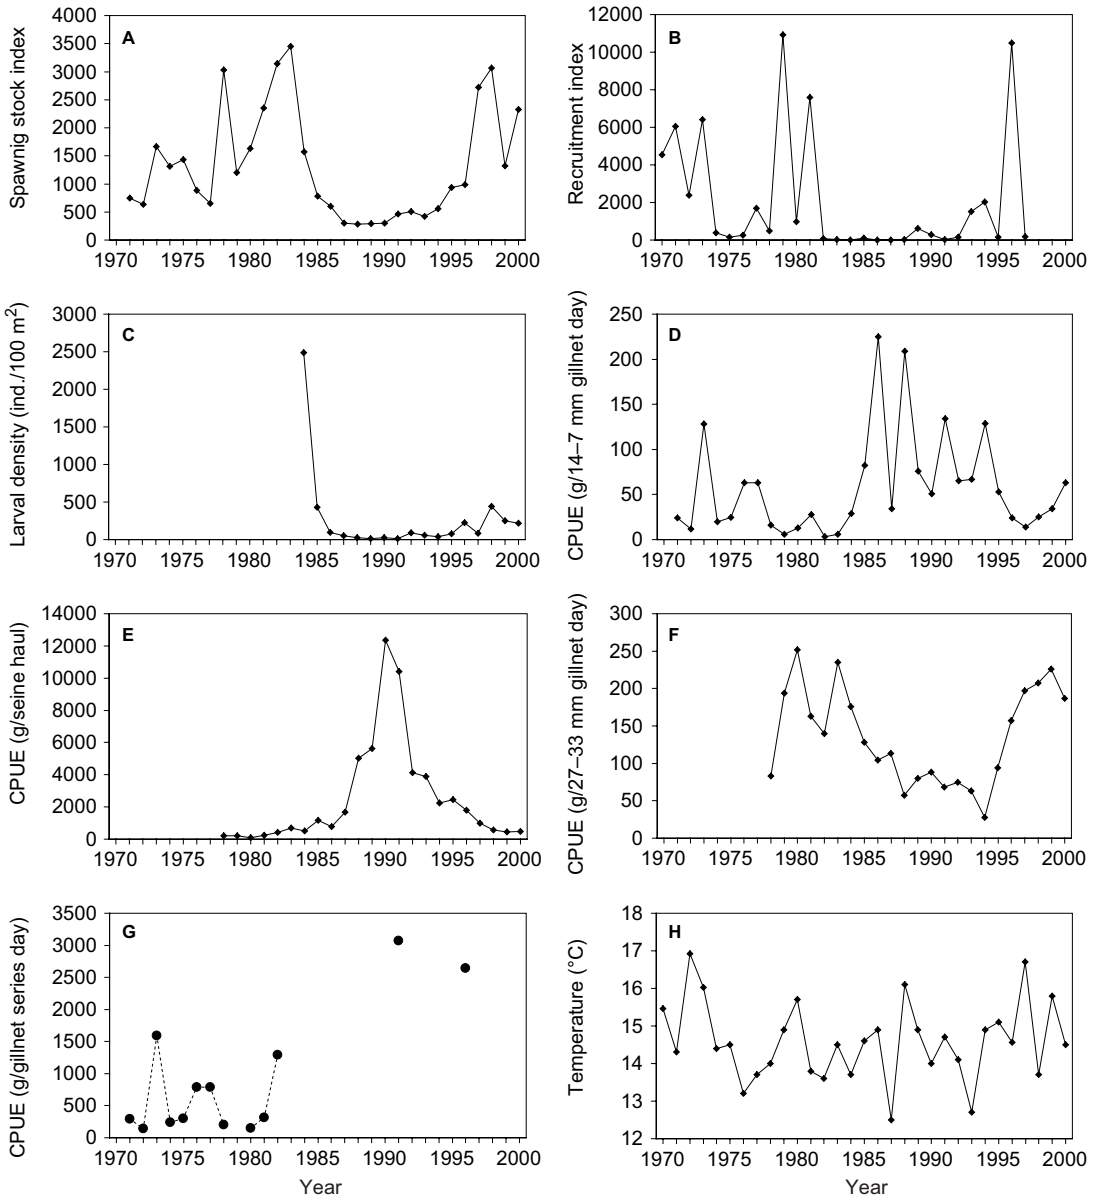 A
Spawnig stock index
4000
3500
3000
2500
2000
1500
1000
500
0
1970 1975 1980 1985 1990 1995 2000
B
Recruitment index
12000
10000
8000
6000
4000
2000
0
1970 1975 1980 1985 1990 1995 2000
C
Larval density (ind./100 m²)
3000
2500
2000
1500
1000
500
0
1970 1975 1980 1985 1990 1995 2000
D
CPUE (g/14–7 mm gillnet day)
250
200
150
100
50
0
1970 1975 1980 1985 1990 1995 2000
E
CPUE (g/seine haul)
14000
12000
10000
8000
6000
4000
2000
0
1970 1975 1980 1985 1990 1995 2000
F
CPUE (g/27–33 mm gillnet day)
300
250
200
150
100
50
0
1970 1975 1980 1985 1990 1995 2000
G
CPUE (g/gillnet series day)
3500
3000
2500
2000
1500
1000
500
0
1970 1975 1980 1985 1990 1995 2000
Year
H
Temperature (°C)
18
17
16
15
14
13
12
1970 1975 1980 1985 1990 1995 2000
Year